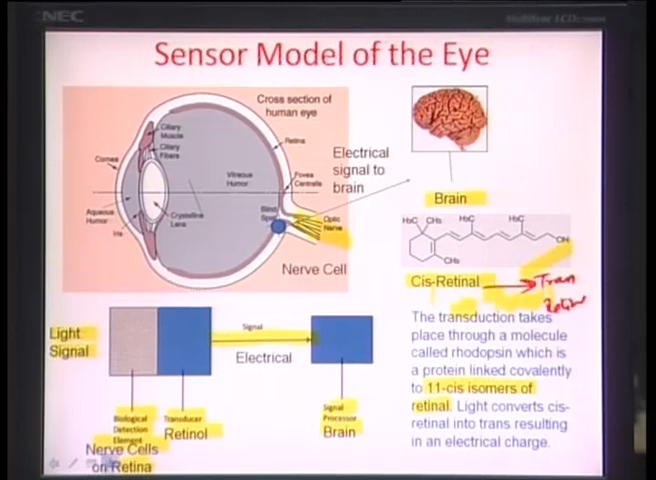 NEC
MultiSync LCD
Sensor Model of the Eye
Cross section of
human eye
Ciliary
Muscle
Ciliary
Fibers
Retina
Cornea
Vitreous
Humor
Fovea
Centralis
Aqueous
Humor
Iris
Crystalline
Lens
Blind
Spot
Optic
Nerve
Nerve Cell
Electrical
signal to
brain
Brain
H₃C CH₃ H₃C H₃C
OH
CH₃
Cis-Retinal
Tran
The transduction takes
place through a molecule
called rhodopsin which is
a protein linked covalently
to 11-cis isomers of
retinal. Light converts cis-
retinal into trans resulting
in an electrical charge.
Light
Signal
Signal
Electrical
Biological
Detection
Element
Nerve Cells
on Retina
Transducer
Retinol
Signal
Processor
Brain